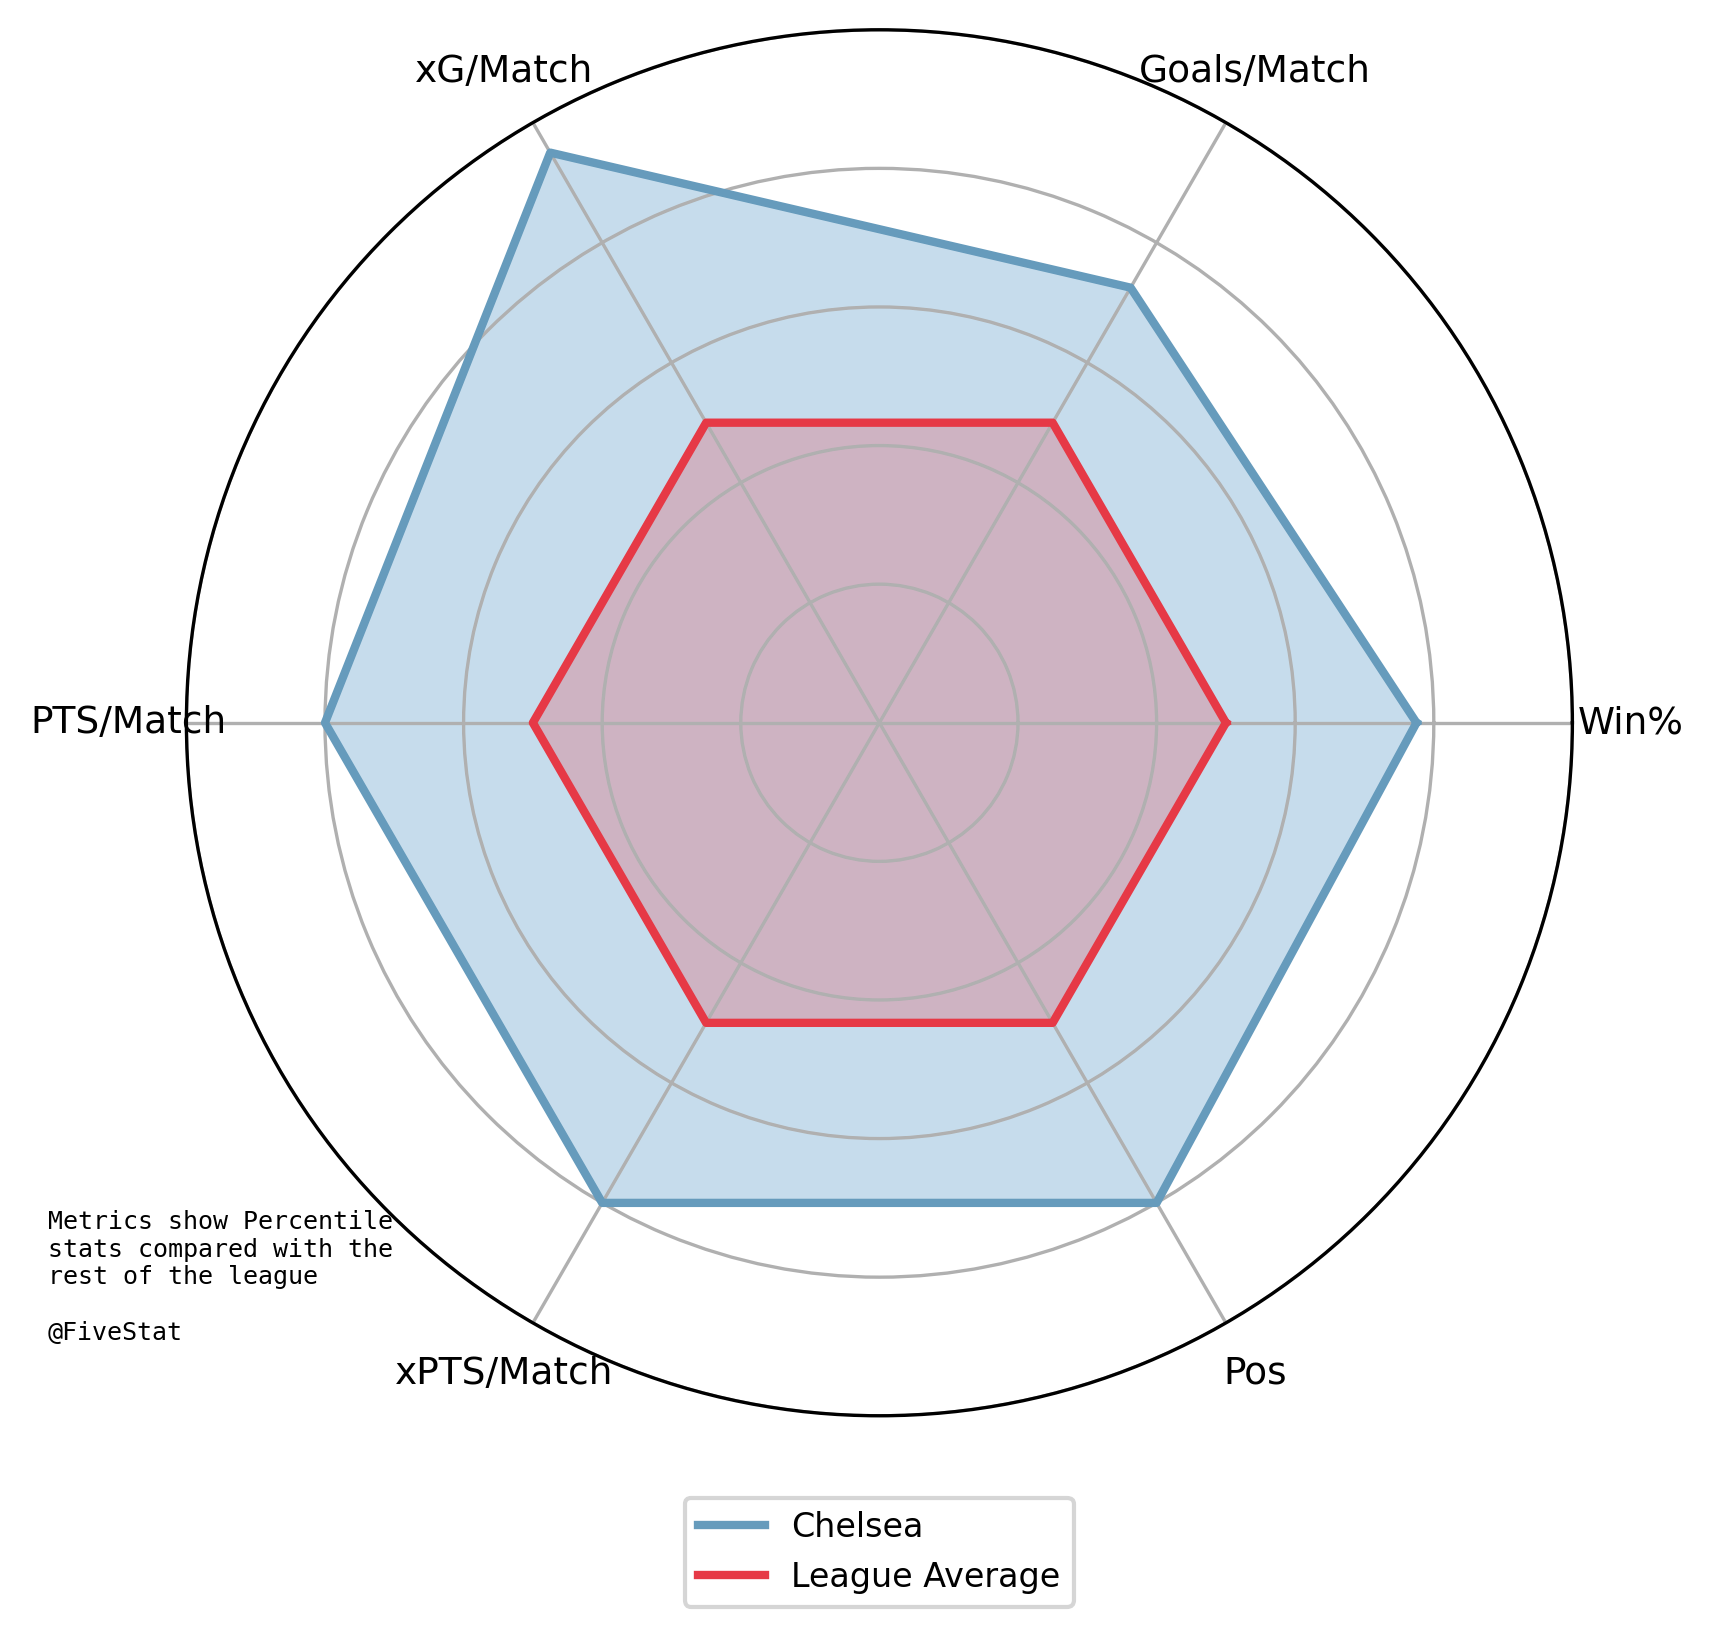 xG/Match
Goals/Match
PTS/Match
Win%
Metrics show Percentile
stats compared with the
rest of the league
@FiveStat
xPTS/Match
Pos
Chelsea
League Average